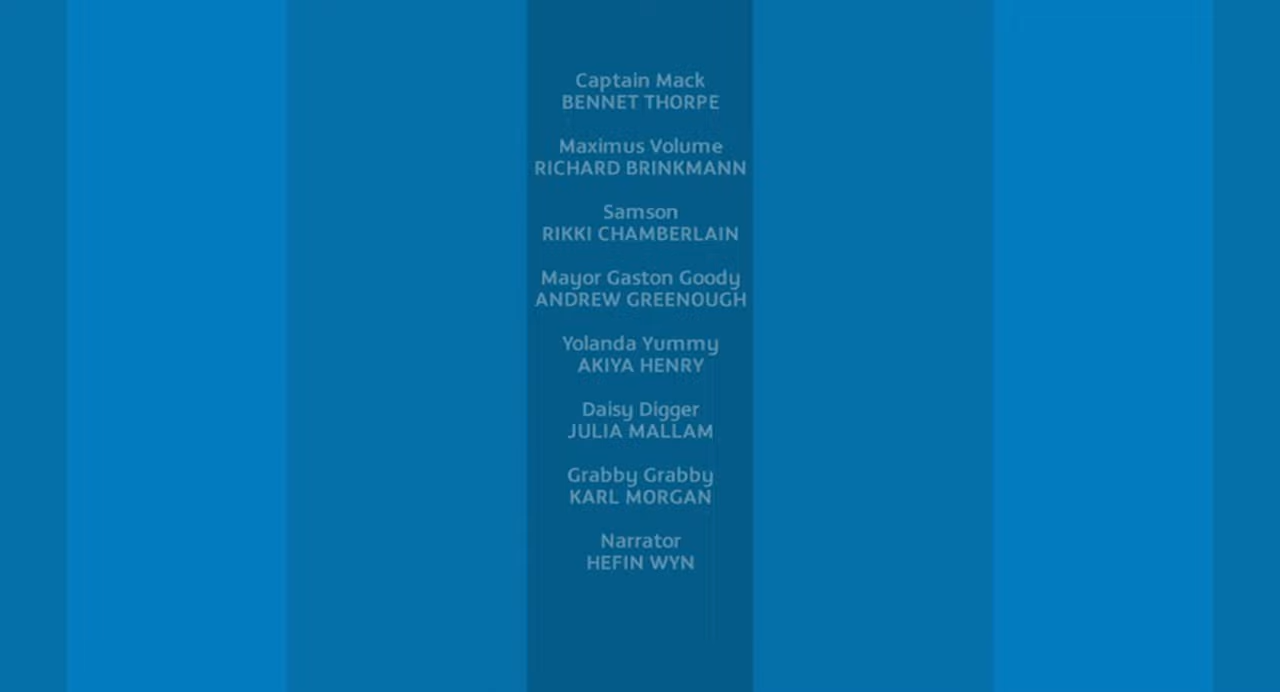 Captain Mack
BENNET THORPE
Maximus Volume
RICHARD BRINKMANN
Samson
RIKKI CHAMBERLAIN
Mayor Gaston Goody
ANDREW GREENOUGH
Yolanda Yummy
AKIYA HENRY
Daisy Digger
JULIA MALLAM
Grabby Grabby
KARL MORGAN
Narrator
HEFIN WYN